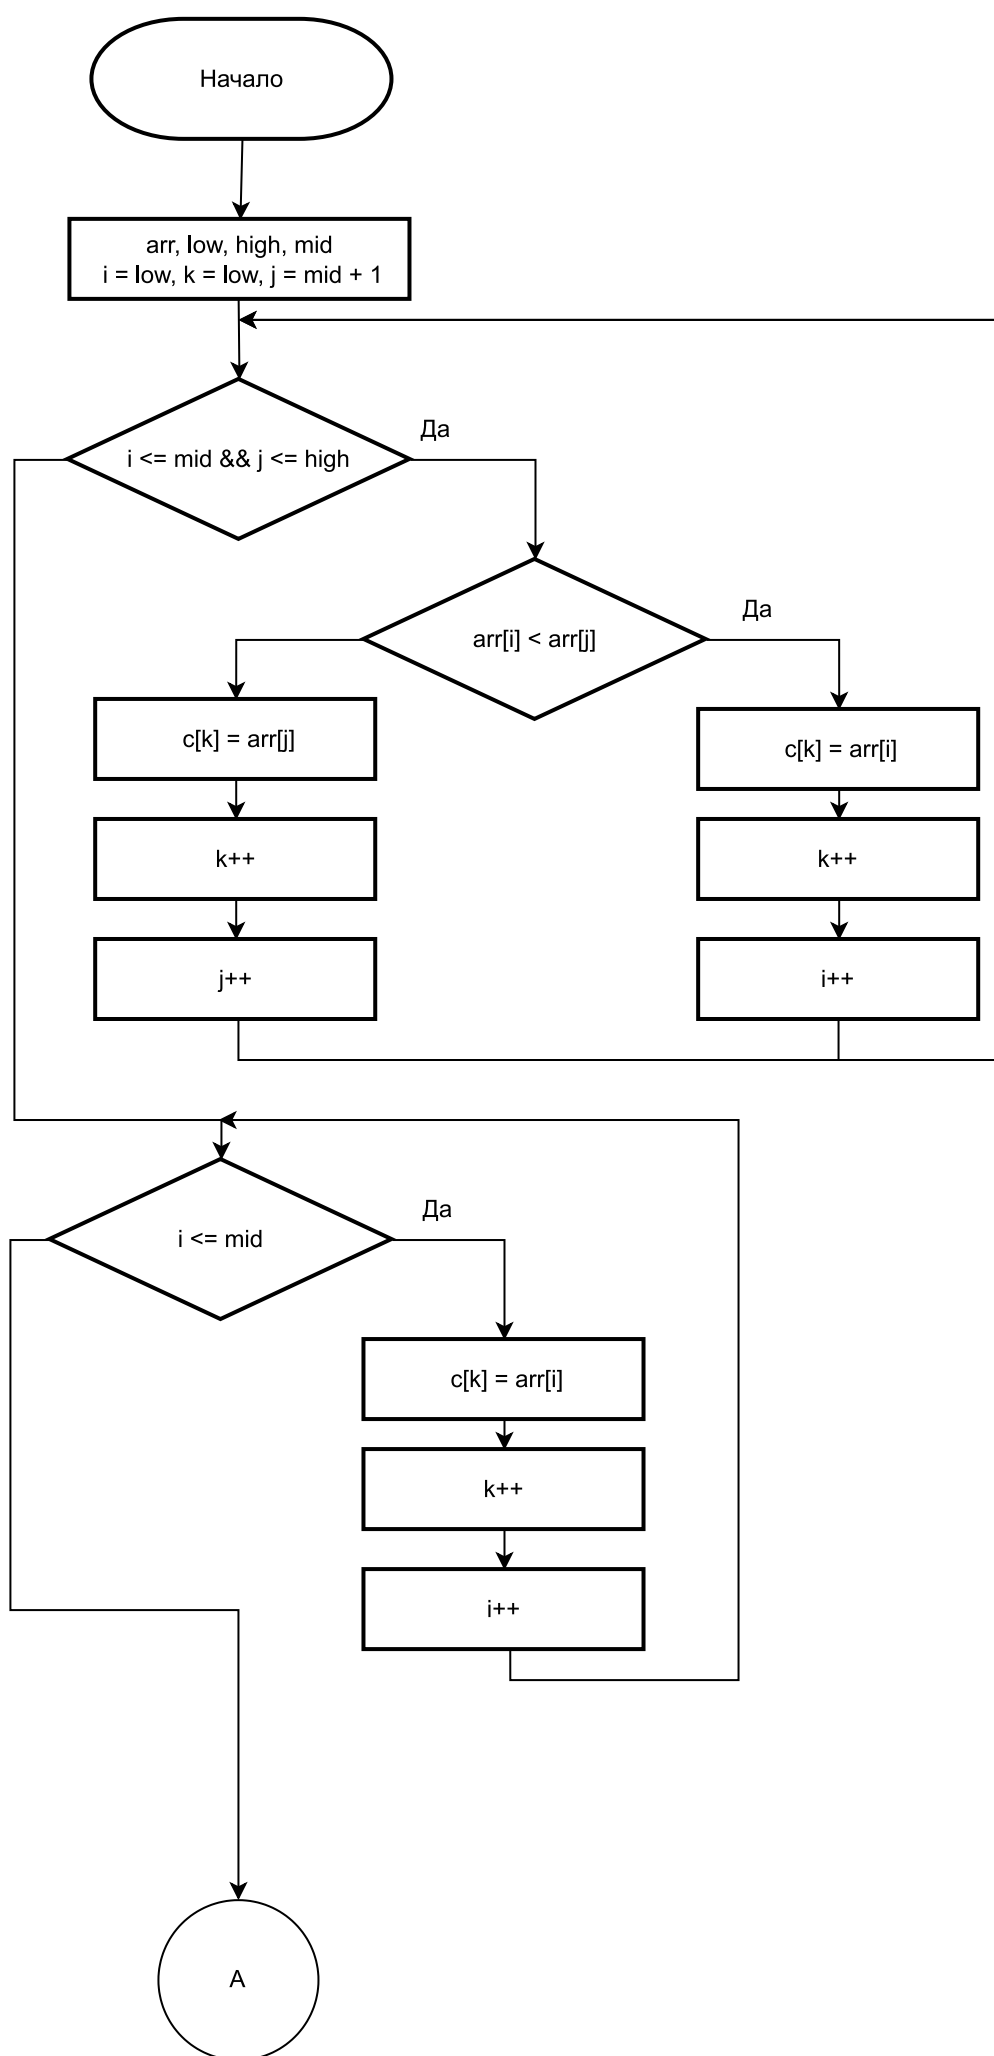 Начало
arr, low, high, mid
i = low, k = low, j = mid + 1
Да
i <= mid && j <= high
Да
arr[i] < arr[j]
c[k] = arr[j]
c[k] = arr[i]
k++
k++
j++
i++
Да
i <= mid
c[k] = arr[i]
k++
i++
А